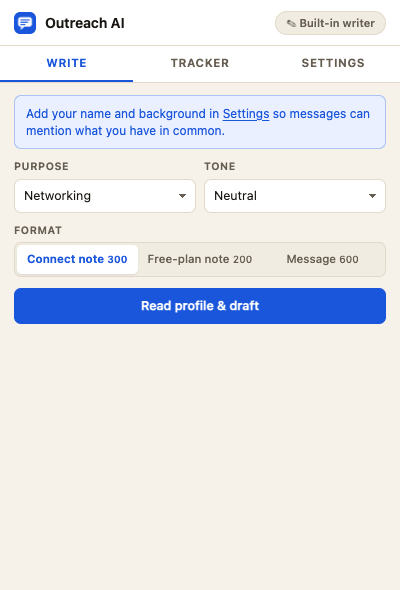 Outreach AI
✎ Built-in writer
WRITE
TRACKER
SETTINGS
Add your name and background in Settings so messages can
mention what you have in common.
PURPOSE
TONE
Networking
Neutral
FORMAT
Connect note 300
Free-plan note 200
Message 600
Read profile & draft